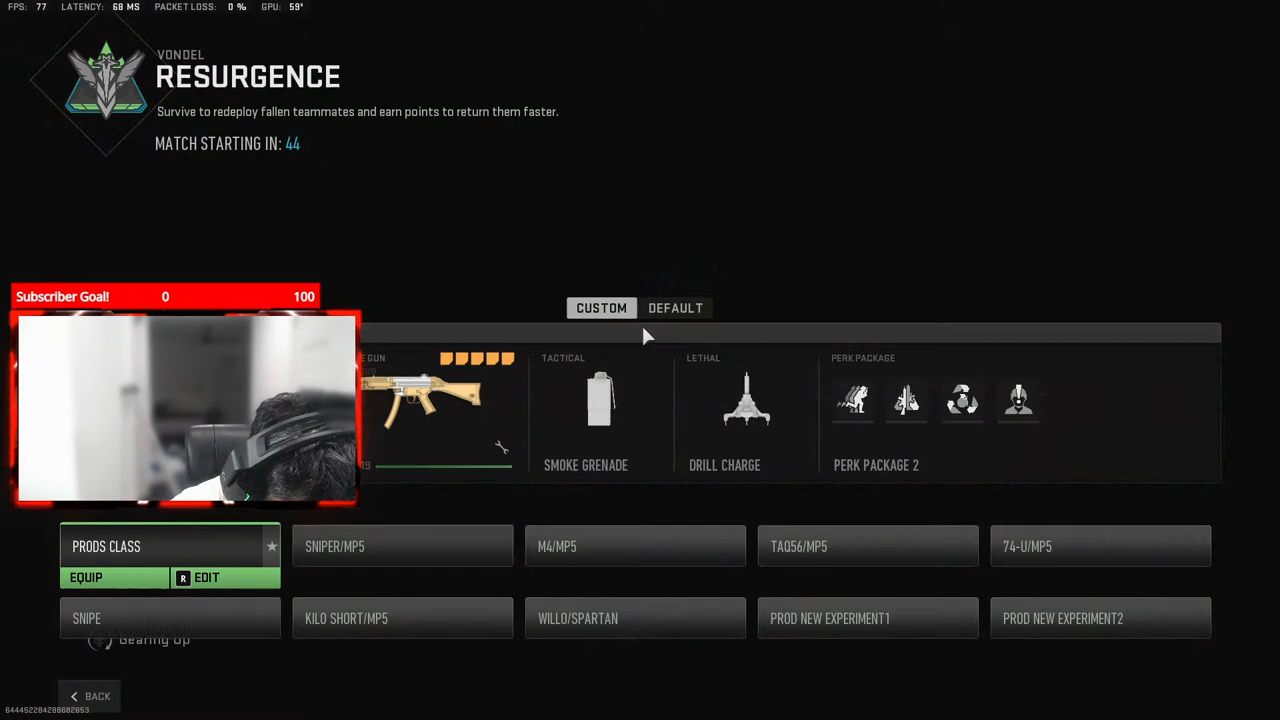 FPS: 77 LATENCY: 68 MS PACKET LOSS: 0 % GPU: 59°
VONDEL
RESURGENCE
Survive to redeploy fallen teammates and earn points to return them faster.
MATCH STARTING IN: 44
Subscriber Goal! 0 100
CUSTOM DEFAULT
GUN TACTICAL LETHAL PERK PACKAGE
SMOKE GRENADE DRILL CHARGE PERK PACKAGE 2
PRODS CLASS SNIPER/MP5 M4/MP5 TAQ56/MP5 74-U/MP5
EQUIP R EDIT
SNIPE KILO SHORT/MP5 WILLO/SPARTAN PROD NEW EXPERIMENT1 PROD NEW EXPERIMENT2
Gearing Up
BACK